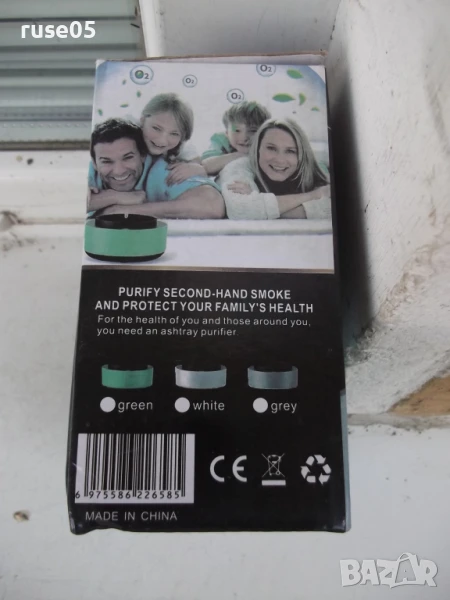 ruse05
O2
O2
O2
O2
PURIFY SECOND-HAND SMOKE
AND PROTECT YOUR FAMILY'S HEALTH
For the health of you and those around you,
you need an ashtray purifier
green white grey
6 975586 226585
CE
MADE IN CHINA
BAZAR